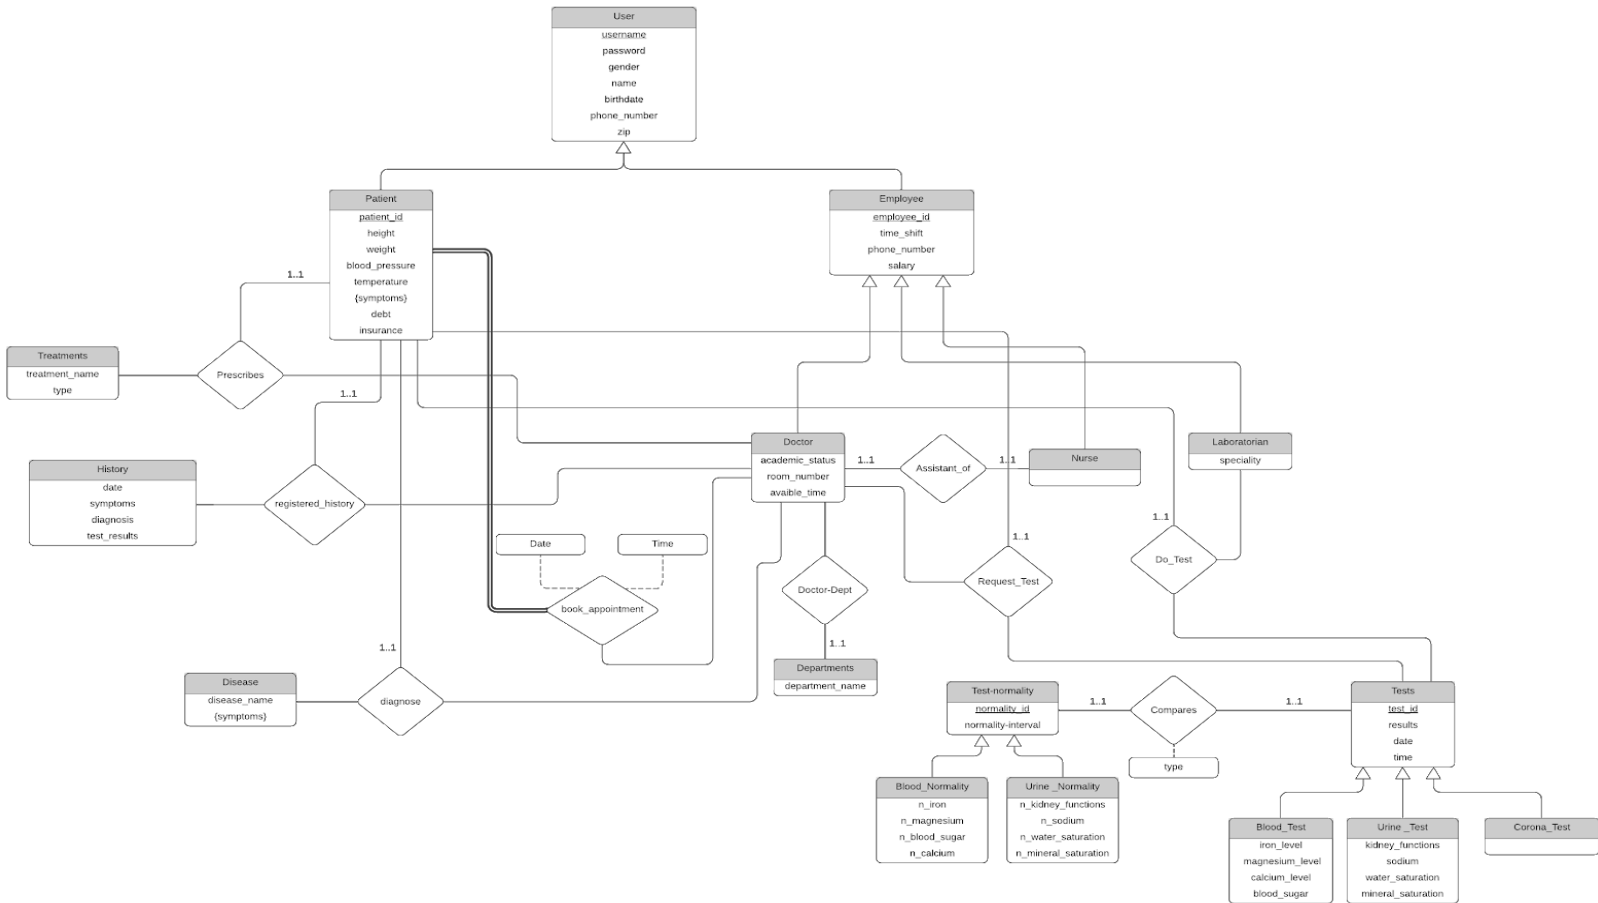 User
username
password
gender
name
birthdate
phone_number
zip
Patient
patient_id
height
weight
blood_pressure
temperature
{symptoms}
debt
insurance
Employee
employee_id
time_shift
phone_number
salary
1..1
Treatments
treatment_name
type
Prescribes
1..1
History
date
symptoms
diagnosis
test_results
registered_history
Doctor
academic_status
room_number
avaible_time
1..1
Assistant_of
1..1
Nurse
Laboratorian
speciality
Date
Time
book_appointment
Doctor-Dept
1..1
Request_Test
1..1
Do_Test
1..1
Departments
department_name
1..1
Disease
disease_name
{symptoms}
diagnose
Test-normality
normality_id
normality-interval
1..1
Compares
1..1
type
Tests
test_id
results
date
time
Blood_Normality
n_iron
n_magnesium
n_blood_sugar
n_calcium
Urine _Normality
n_kidney_functions
n_sodium
n_water_saturation
n_mineral_saturation
Blood_Test
iron_level
magnesium_level
calcium_level
blood_sugar
Urine _Test
kidney_functions
sodium
water_saturation
mineral_saturation
Corona_Test